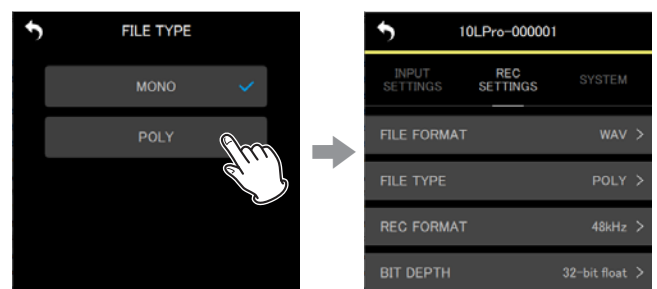 FILE TYPE
MONO
POLY
10LPro-000001
INPUT
SETTINGS
REC
SETTINGS
SYSTEM
FILE FORMAT WAV >
FILE TYPE POLY >
REC FORMAT 48kHz >
BIT DEPTH 32-bit float >